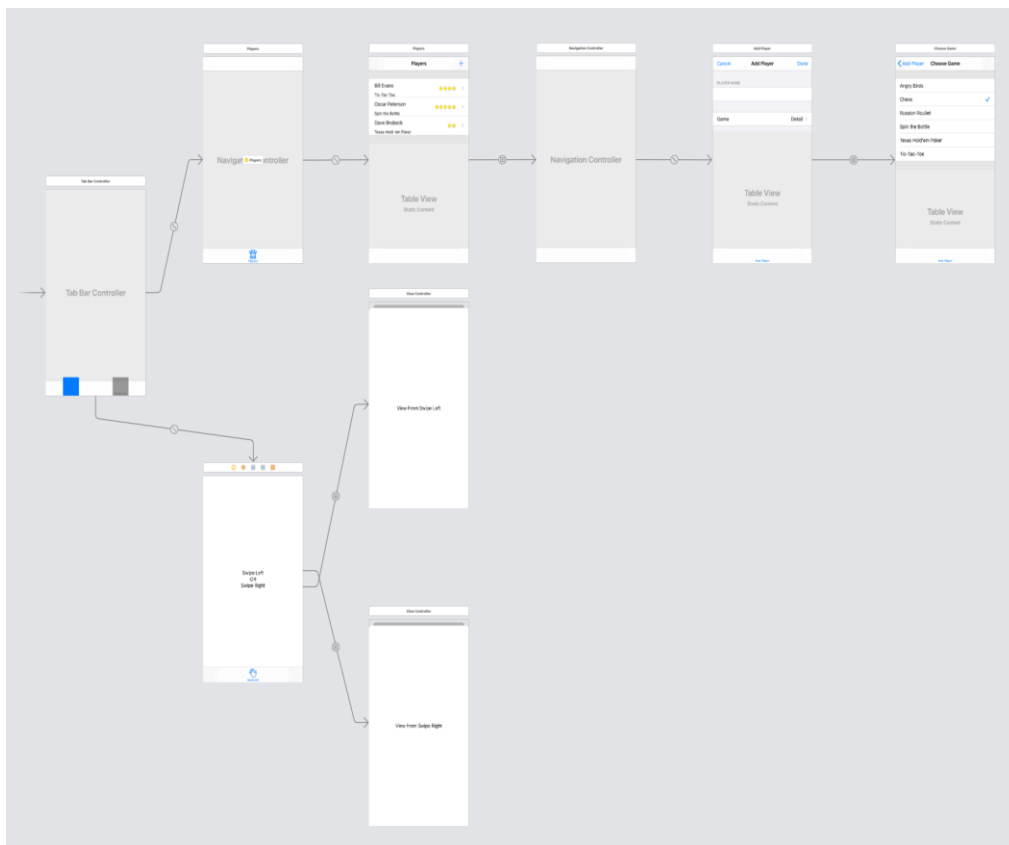 Players
Players
Navigation Controller
Add Player
Choose Game
Players
+
Cancel
Add Player
Done
Add Player
Choose Game
PLAYER NAME
Bill Evans
Tic-Tac-Toe
Oscar Peterson
Spin the Bottle
Dave Brubeck
Texas Hold'em Poker
Game
Detail
Angry Birds
Chess
Russian Roullet
Spin the Bottle
Texas Hold'em Poker
Tic-Tac-Toe
Players
Navigation Controller
Table View
Static Content
Table View
Static Content
Table View
Static Content
Tab Bar Controller
Tab Bar Controller
View Controller
View From Swipe Left
Swipe Left
OR
Swipe Right
View Controller
View From Swipe Right